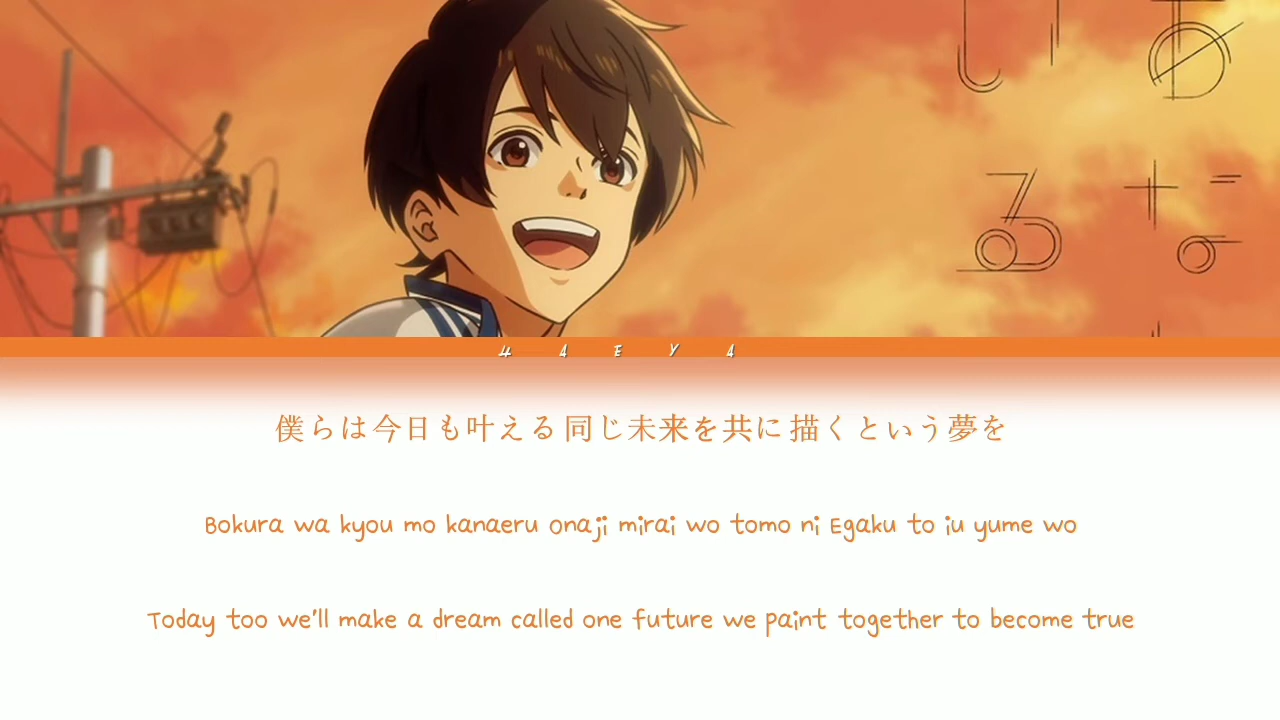 H A E Y A
僕らは今日も叶える 同じ未来を共に 描くという夢を
Bokura wa kyou mo kanaeru onaji mirai wo tomo ni Egaku to iu yume wo
Today too we'll make a dream called one future we paint together to become true